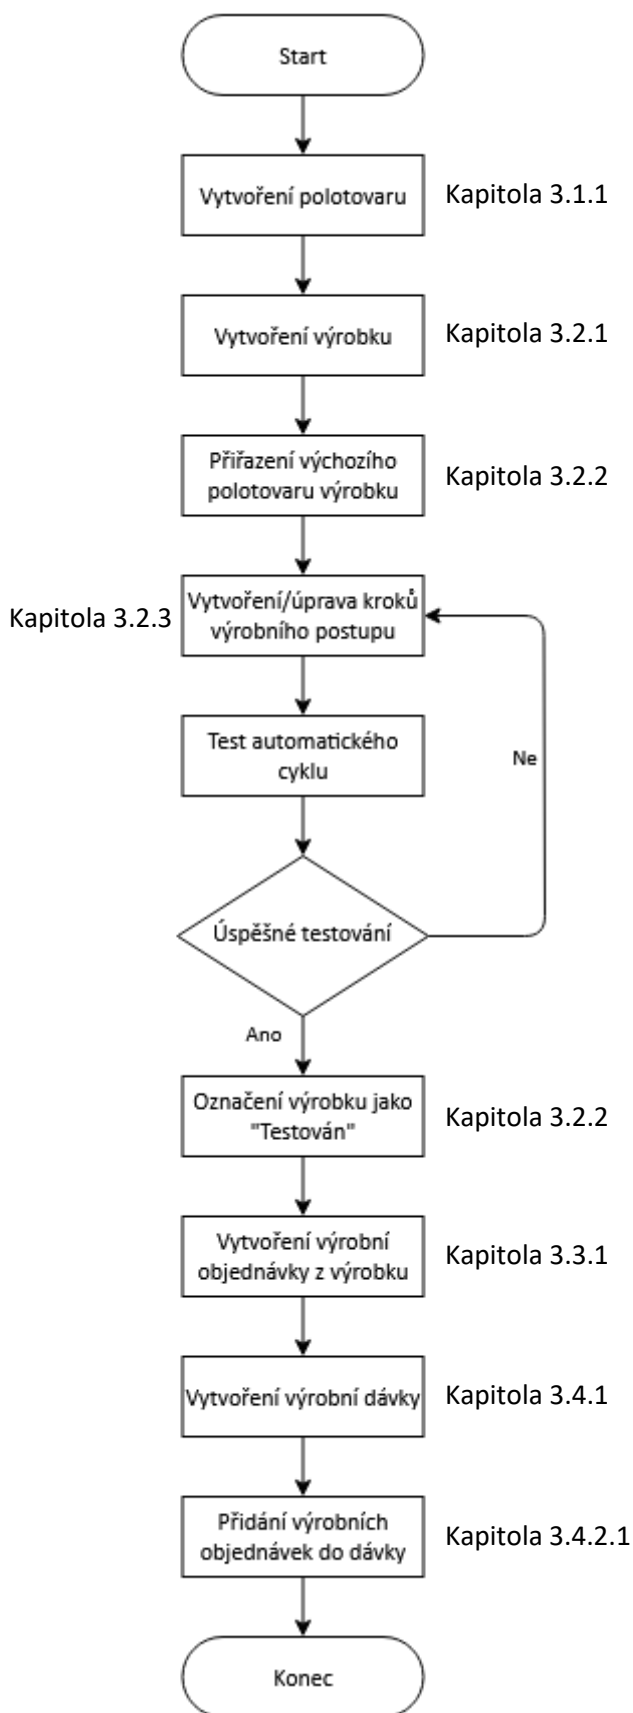 Start
Vytvoření polotovaru
Kapitola 3.1.1
Vytvoření výrobku
Kapitola 3.2.1
Přiřazení výchozího
polotovaru výrobku
Kapitola 3.2.2
Kapitola 3.2.3
Vytvoření/úprava kroků
výrobního postupu
Test automatického
cyklu
Ne
Úspěšné testování
Ano
Označení výrobku jako
"Testován"
Kapitola 3.2.2
Vytvoření výrobní
objednávky z výrobku
Kapitola 3.3.1
Vytvoření výrobní dávky
Kapitola 3.4.1
Přidání výrobních
objednávek do dávky
Kapitola 3.4.2.1
Konec